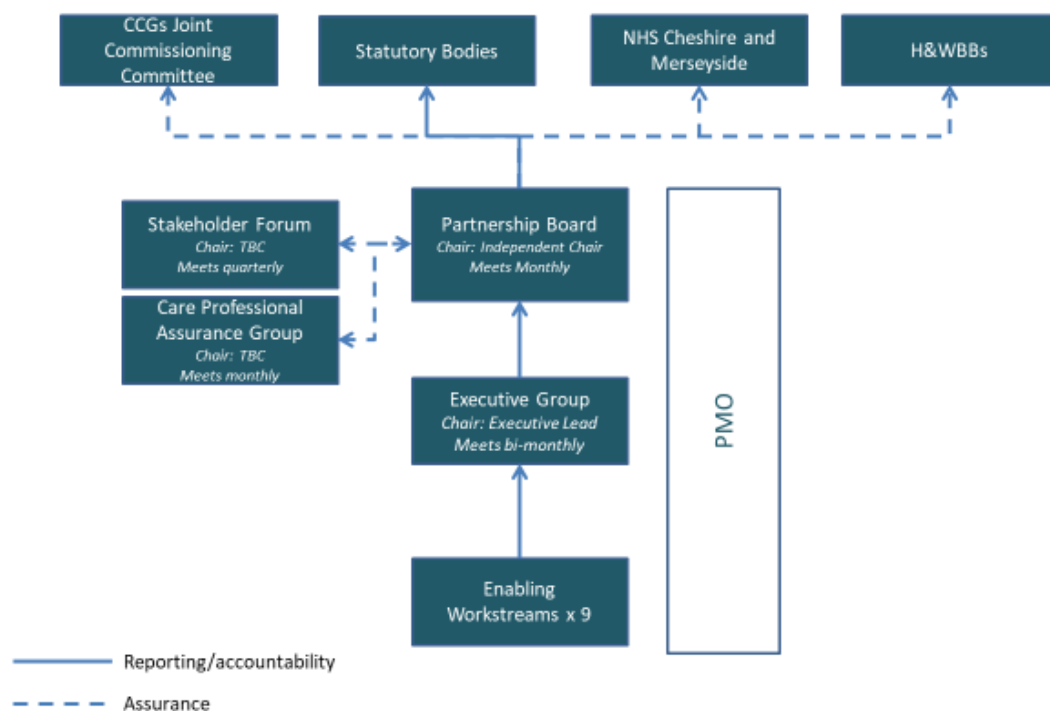 CCGs Joint
Commissioning
Committee
Statutory Bodies
NHS Cheshire and
Merseyside
H&WBBs
Stakeholder Forum
Chair: TBC
Meets quarterly
Partnership Board
Chair: Independent Chair
Meets Monthly
Care Professional
Assurance Group
Chair: TBC
Meets monthly
Executive Group
Chair: Executive Lead
Meets bi-monthly
PMO
Enabling
Workstreams x 9
Reporting/accountability
Assurance